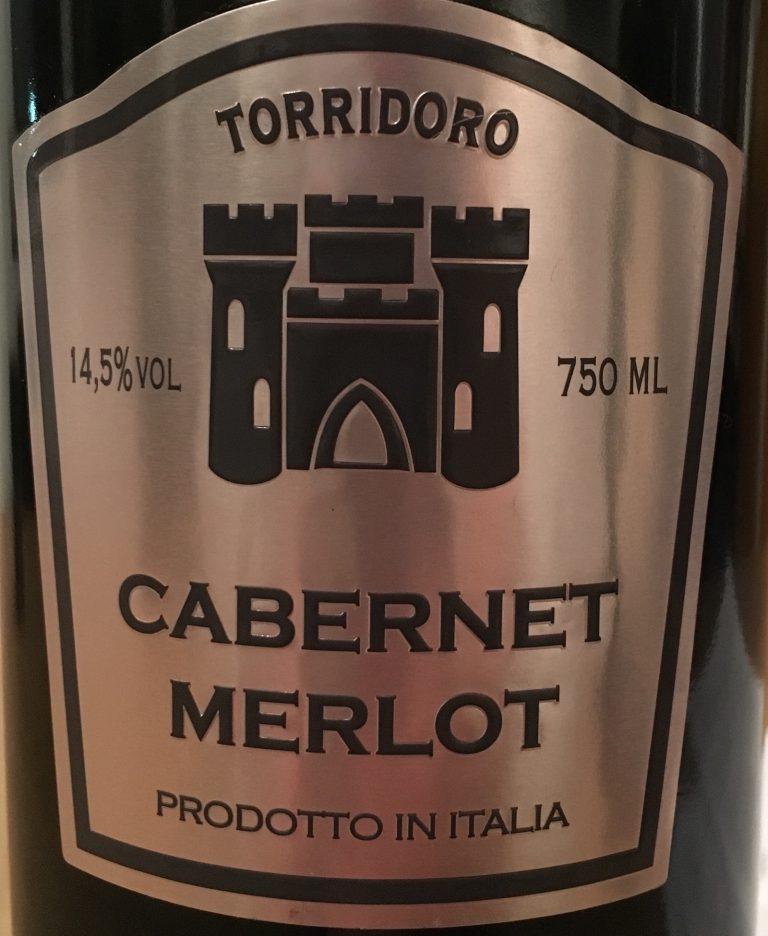 TORRIDORO
14,5% VOL
750 ML
CABERNET
MERLOT
PRODOTTO IN ITALIA